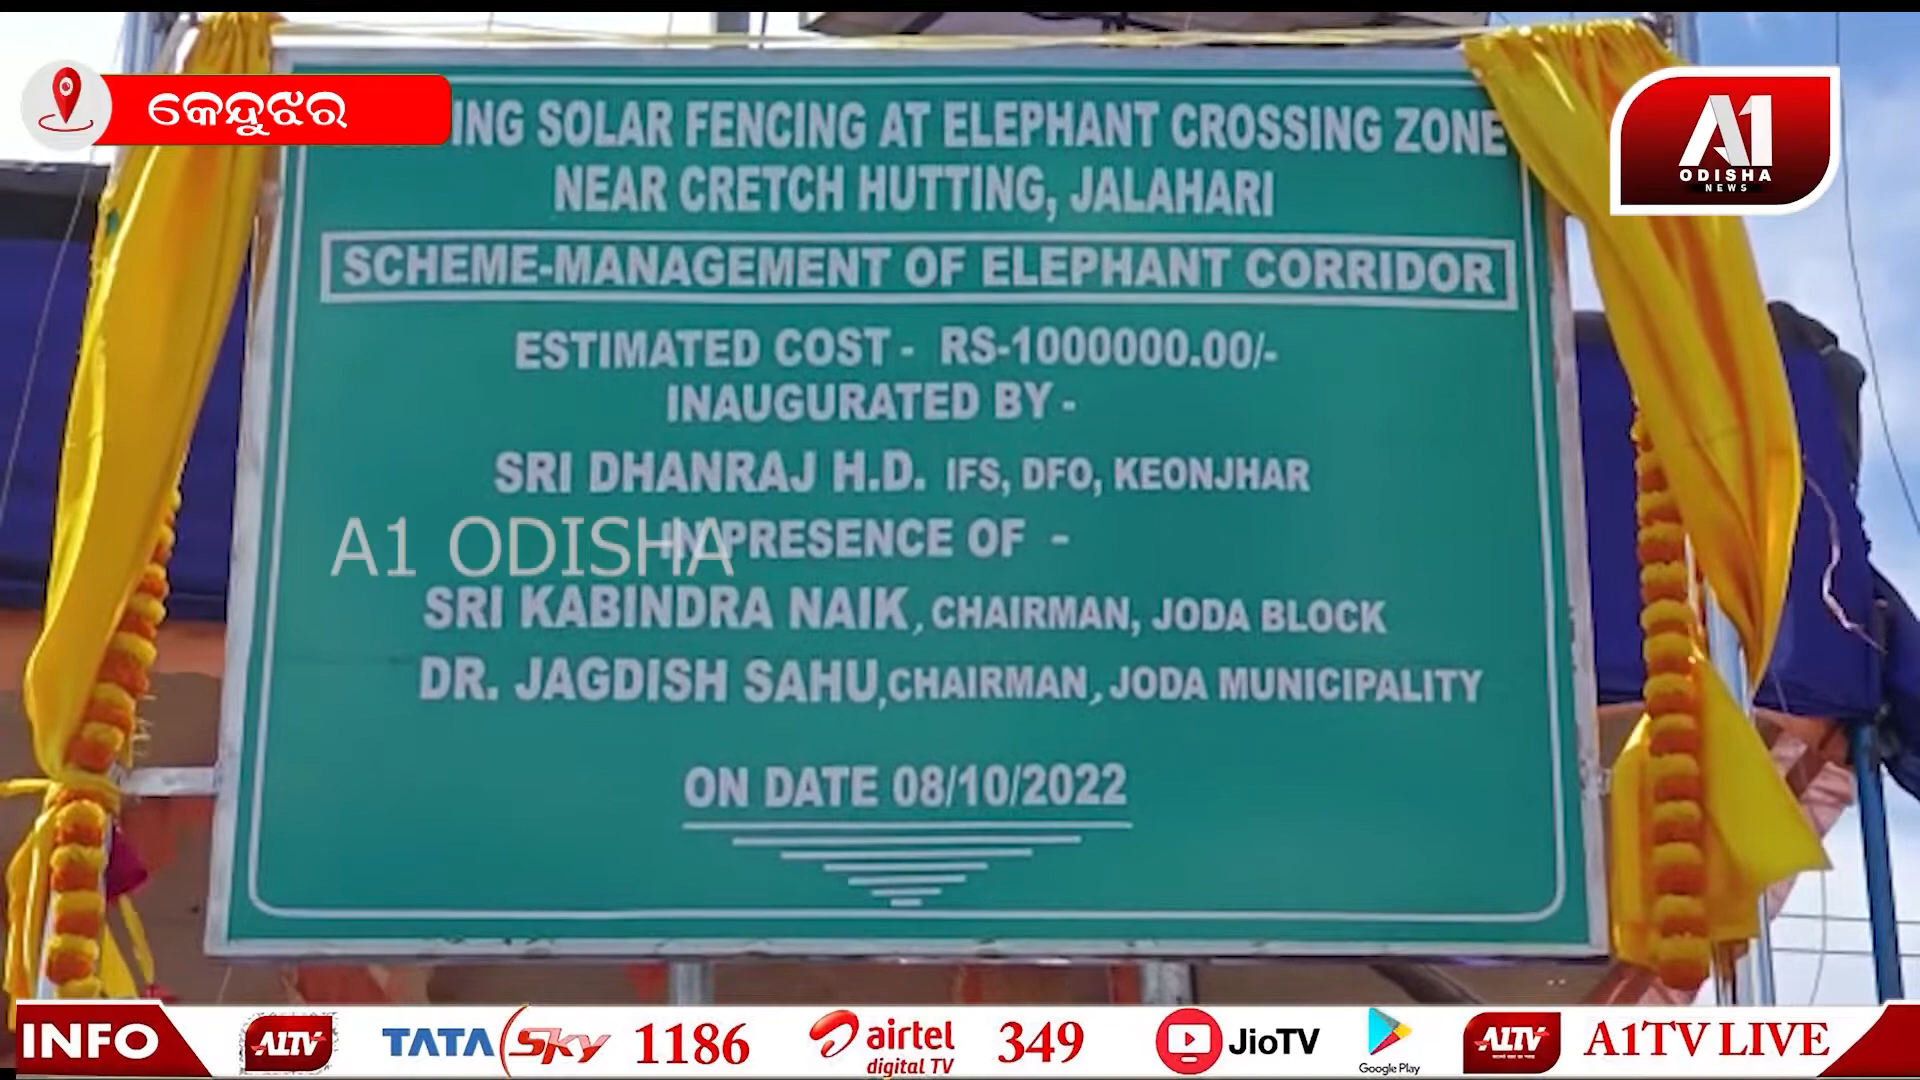 କେନ୍ଦୁଝର
ING SOLAR FENCING AT ELEPHANT CROSSING ZONE
NEAR CRETCH HUTTING, JALAHARI
SCHEME-MANAGEMENT OF ELEPHANT CORRIDOR
ESTIMATED COST - RS-1000000.00/-
INAUGURATED BY -
SRI DHANRAJ H.D. IFS, DFO, KEONJHAR
IN PRESENCE OF -
SRI KABINDRA NAIK, CHAIRMAN, JODA BLOCK
DR. JAGDISH SAHU, CHAIRMAN, JODA MUNICIPALITY
ON DATE 08/10/2022
A1
ODISHA
NEWS
A1 ODISHA
INFO A1TV TATA Sky 1186 airtel digital TV 349 JioTV Google Play A1TV A1TV LIVE